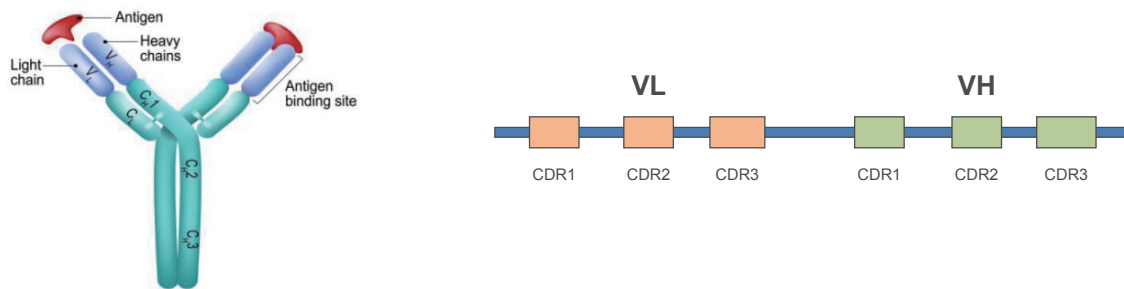 Antigen
Heavy
chains
Light
chain
VH
VL
CH1
CL
Antigen
binding site
CH2
CH3
VL
VH
CDR1
CDR2
CDR3
CDR1
CDR2
CDR3